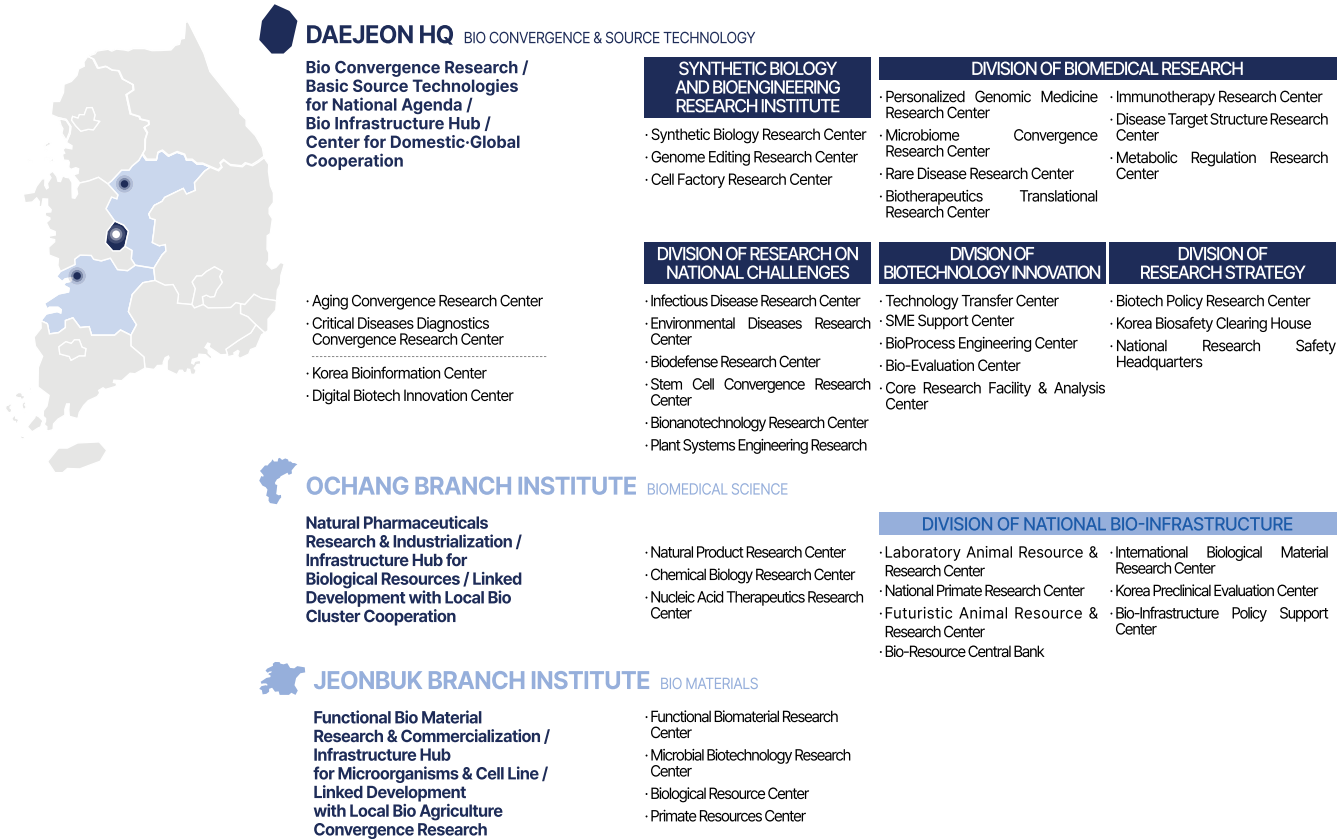 DAEJEON HQ BIO CONVERGENCE & SOURCE TECHNOLOGY
Bio Convergence Research /
Basic Source Technologies
for National Agenda /
Bio Infrastructure Hub /
Center for Domestic·Global
Cooperation
SYNTHETIC BIOLOGY
AND BIOENGINEERING
RESEARCH INSTITUTE
· Synthetic Biology Research Center
· Genome Editing Research Center
· Cell Factory Research Center
DIVISION OF BIOMEDICAL RESEARCH
· Personalized Genomic Medicine
Research Center
· Microbiome Convergence
Research Center
· Rare Disease Research Center
· Biotherapeutics Translational
Research Center
· Immunotherapy Research Center
· Disease Target Structure Research
Center
· Metabolic Regulation Research
Center
· Aging Convergence Research Center
· Critical Diseases Diagnostics
Convergence Research Center
· Korea Bioinformation Center
· Digital Biotech Innovation Center
DIVISION OF RESEARCH ON
NATIONAL CHALLENGES
· Infectious Disease Research Center
· Environmental Diseases Research
Center
· Biodefense Research Center
· Stem Cell Convergence Research
Center
· Bionanotechnology Research Center
· Plant Systems Engineering Research
DIVISION OF
BIOTECHNOLOGY INNOVATION
· Technology Transfer Center
· SME Support Center
· BioProcess Engineering Center
· Bio-Evaluation Center
· Core Research Facility & Analysis
Center
DIVISION OF
RESEARCH STRATEGY
· Biotech Policy Research Center
· Korea Biosafety Clearing House
· National Research Safety
Headquarters
OCHANG BRANCH INSTITUTE BIOMEDICAL SCIENCE
Natural Pharmaceuticals
Research & Industrialization /
Infrastructure Hub for
Biological Resources / Linked
Development with Local Bio
Cluster Cooperation
· Natural Product Research Center
· Chemical Biology Research Center
· Nucleic Acid Therapeutics Research
Center
DIVISION OF NATIONAL BIO-INFRASTRUCTURE
· Laboratory Animal Resource &
Research Center
· National Primate Research Center
· Futuristic Animal Resource &
Research Center
· Bio-Resource Central Bank
· International Biological Material
Research Center
· Korea Preclinical Evaluation Center
· Bio-Infrastructure Policy Support
Center
JEONBUK BRANCH INSTITUTE BIO MATERIALS
Functional Bio Material
Research & Commercialization /
Infrastructure Hub
for Microorganisms & Cell Line /
Linked Development
with Local Bio Agriculture
Convergence Research
· Functional Biomaterial Research
Center
· Microbial Biotechnology Research
Center
· Biological Resource Center
· Primate Resources Center